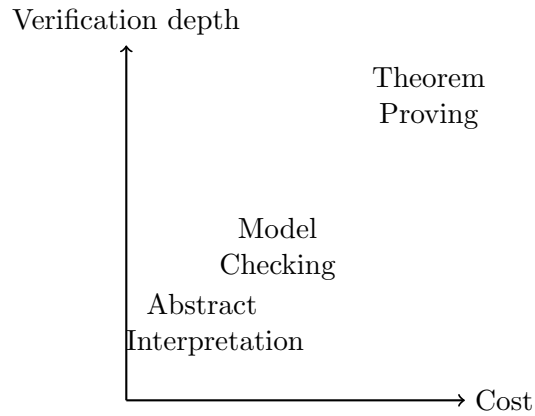 Verification depth
Theorem
Proving
Model
Checking
Abstract
Interpretation
Cost